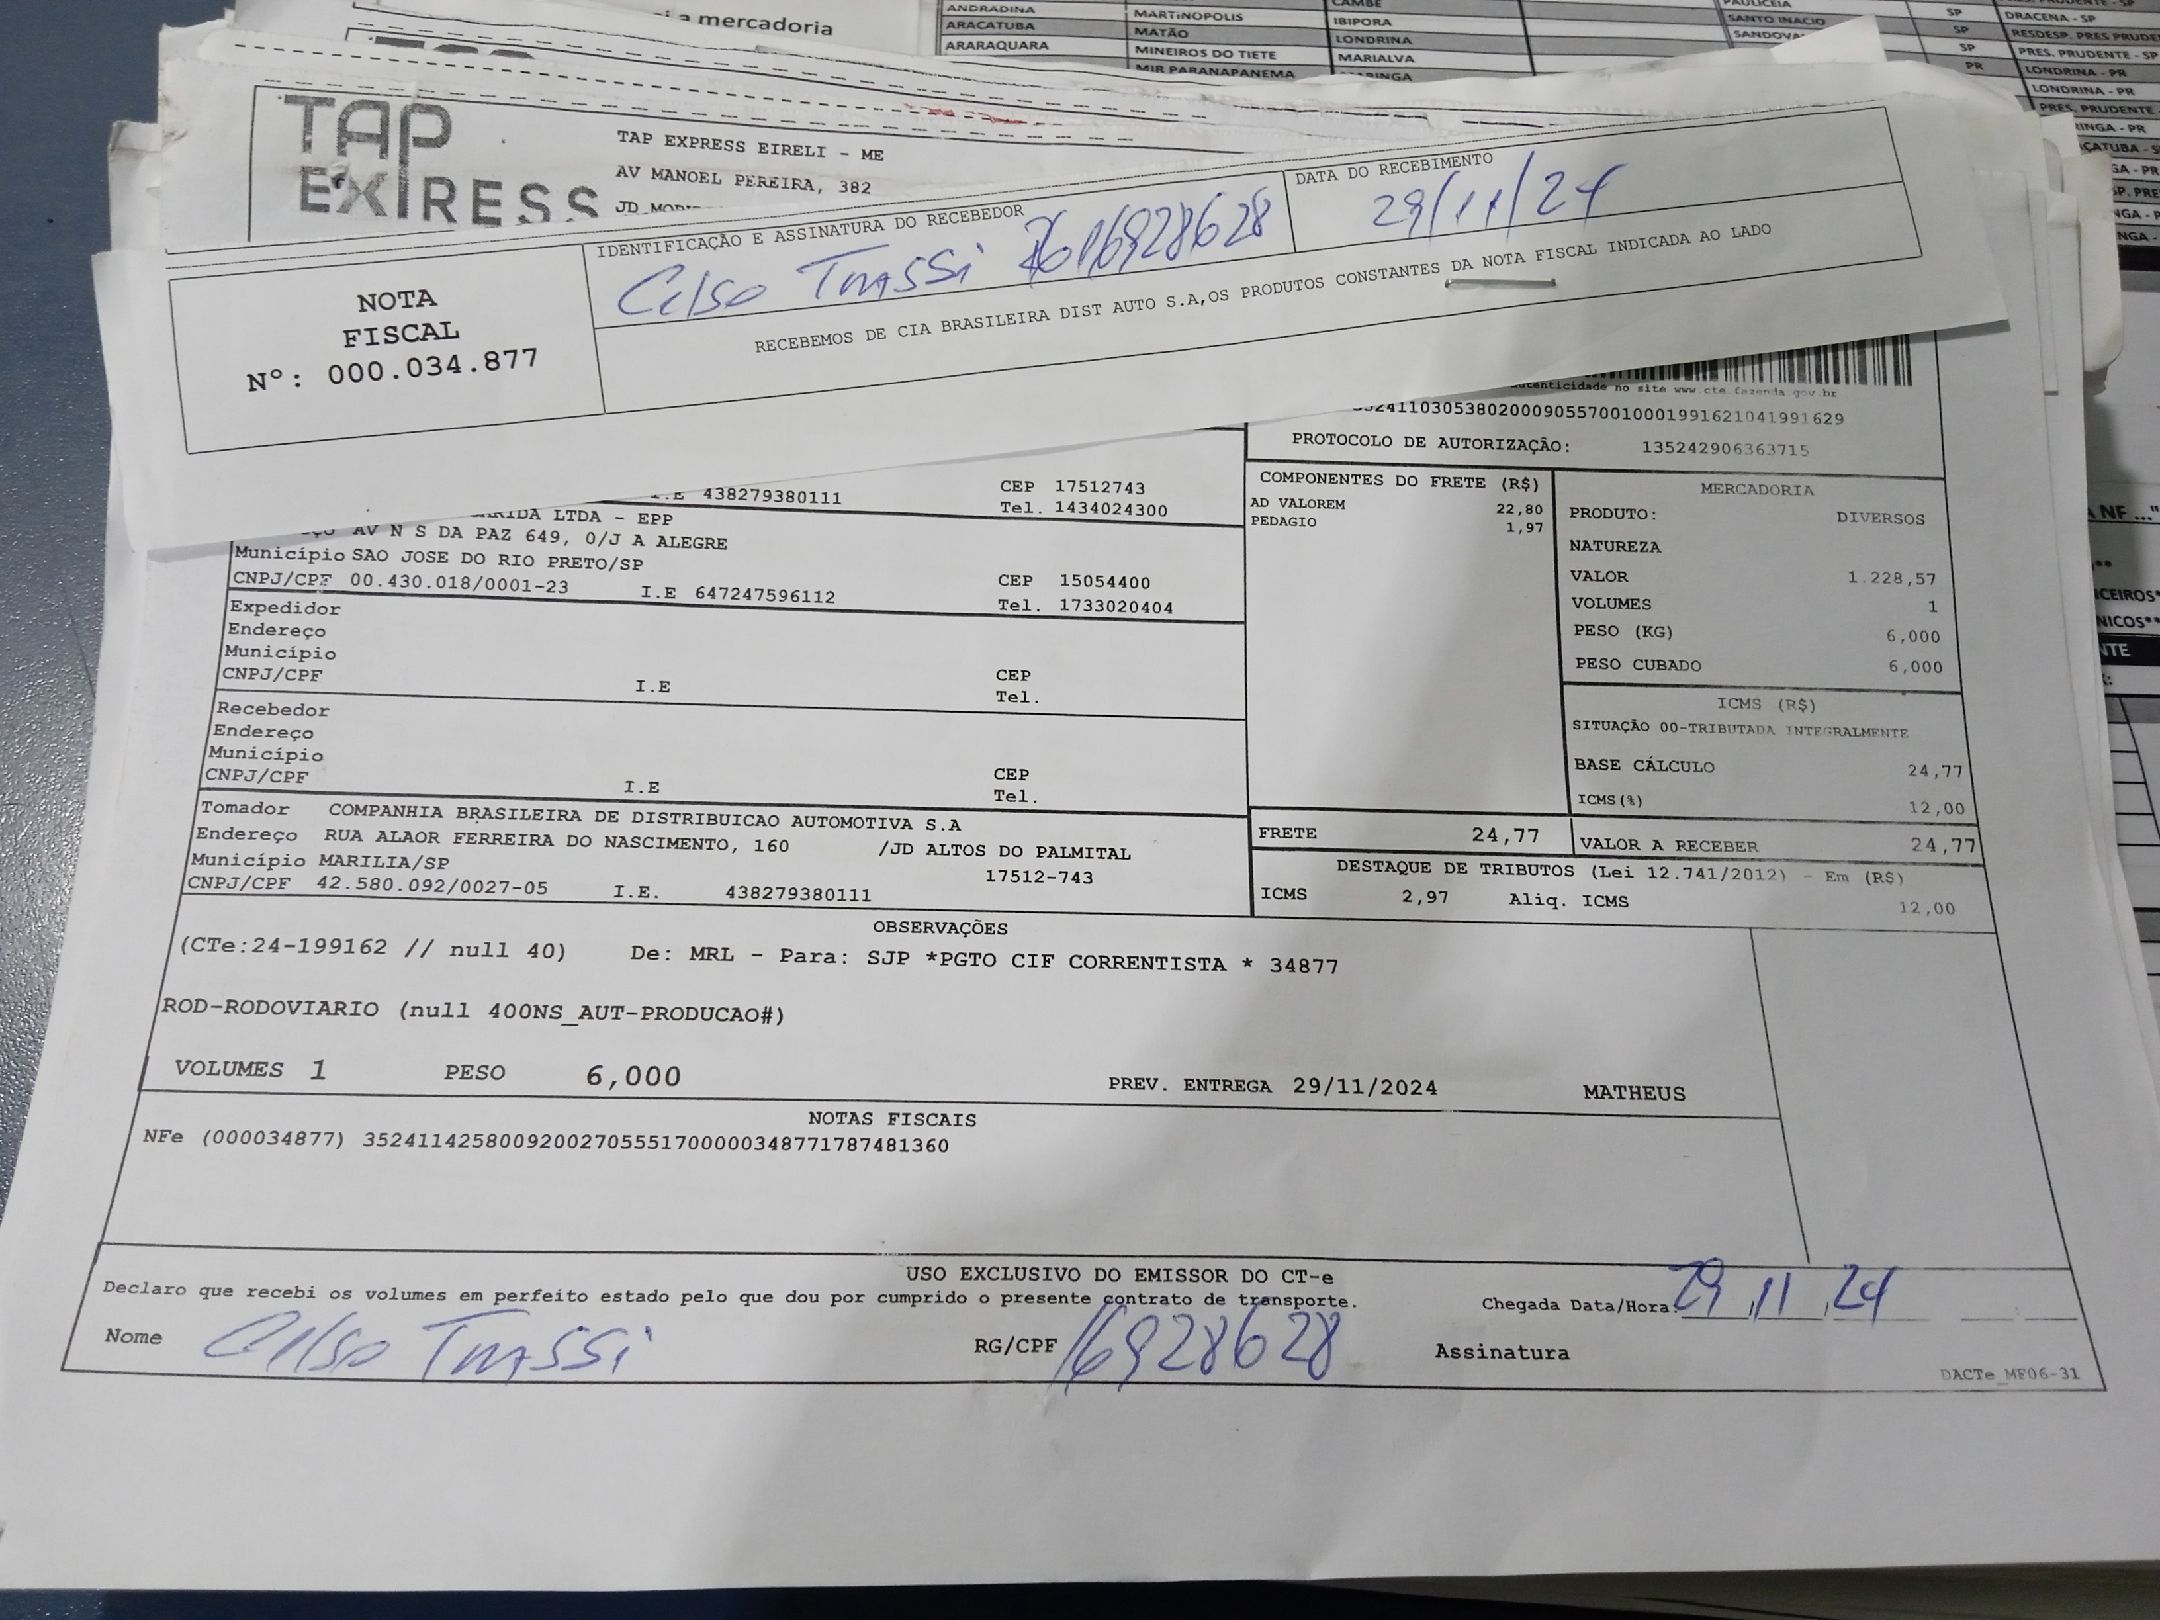 a mercadoria
ANDRADINA MARTINOPOLIS IBIPORA SANTO INACIO SP DRACENA - SP
ARACATUBA MATÃO LONDRINA SP
ARARAQUARA MINEIROS DO TIETE MARIALVA SP PRES. PRUDENTE - SP
MIR PARANAPANEMA PR LONDRINA - PR
LONDRINA - PR
TAP EXPRESS
TAP EXPRESS EIRELI - ME
AV MANOEL PEREIRA, 382
NOTA FISCAL
Nº: 000.034.877
IDENTIFICAÇÃO E ASSINATURA DO RECEBEDOR
Celso Trassi
DATA DO RECEBIMENTO
29/11/24
RECEBEMOS DE CIA BRASILEIRA DIST AUTO S.A,OS PRODUTOS CONSTANTES DA NOTA FISCAL INDICADA AO LADO
autenticidade no site www.cte.fazenda.gov.br
241103053802000905570010001991621041991629
PROTOCOLO DE AUTORIZAÇÃO: 135242906363715
I.E 438279380111 CEP 17512743
Tel. 1434024300
LTDA - EPP
AV N S DA PAZ 649, 0/J A ALEGRE
Município SAO JOSE DO RIO PRETO/SP CEP 15054400
CNPJ/CPF 00.430.018/0001-23 I.E 647247596112 Tel. 1733020404
Expedidor
Endereço
Município CEP
CNPJ/CPF I.E Tel.
Recebedor
Endereço
Município CEP
CNPJ/CPF I.E Tel.
Tomador COMPANHIA BRASILEIRA DE DISTRIBUICAO AUTOMOTIVA S.A
Endereço RUA ALAOR FERREIRA DO NASCIMENTO, 160 /JD ALTOS DO PALMITAL
Município MARILIA/SP 17512-743
CNPJ/CPF 42.580.092/0027-05 I.E. 438279380111
COMPONENTES DO FRETE (R$)
AD VALOREM 22,80
PEDAGIO 1,97
MERCADORIA
PRODUTO: DIVERSOS
NATUREZA
VALOR 1.228,57
VOLUMES 1
PESO (KG) 6,000
PESO CUBADO 6,000
ICMS (R$)
SITUAÇÃO 00-TRIBUTADA INTEGRALMENTE
BASE CÁLCULO 24,77
ICMS(%) 12,00
FRETE 24,77 VALOR A RECEBER 24,77
DESTAQUE DE TRIBUTOS (Lei 12.741/2012) - Em (R$)
ICMS 2,97 Aliq. ICMS 12,00
OBSERVAÇÕES
(CTe:24-199162 // null 40) De: MRL - Para: SJP *PGTO CIF CORRENTISTA * 34877
ROD-RODOVIARIO (null 400NS_AUT-PRODUCAO#)
VOLUMES 1 PESO 6,000 PREV. ENTREGA 29/11/2024 MATHEUS
NOTAS FISCAIS
NFe (000034877) 35241142580092002705551700000348771787481360
USO EXCLUSIVO DO EMISSOR DO CT-e
Declaro que recebi os volumes em perfeito estado pelo que dou por cumprido o presente contrato de transporte. Chegada Data/Hora: 29 11 24
Nome Celso Trassi RG/CPF 16928628 Assinatura
DACTe_MF06-31